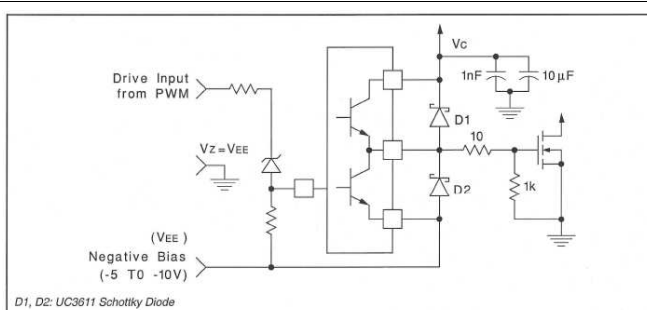 Vc
1nF
10 µF
Drive Input
from PWM
D1
10
Vz=VEE
D2
1k
(VEE)
Negative Bias
(-5 T0 -10V)
D1, D2: UC3611 Schottky Diode